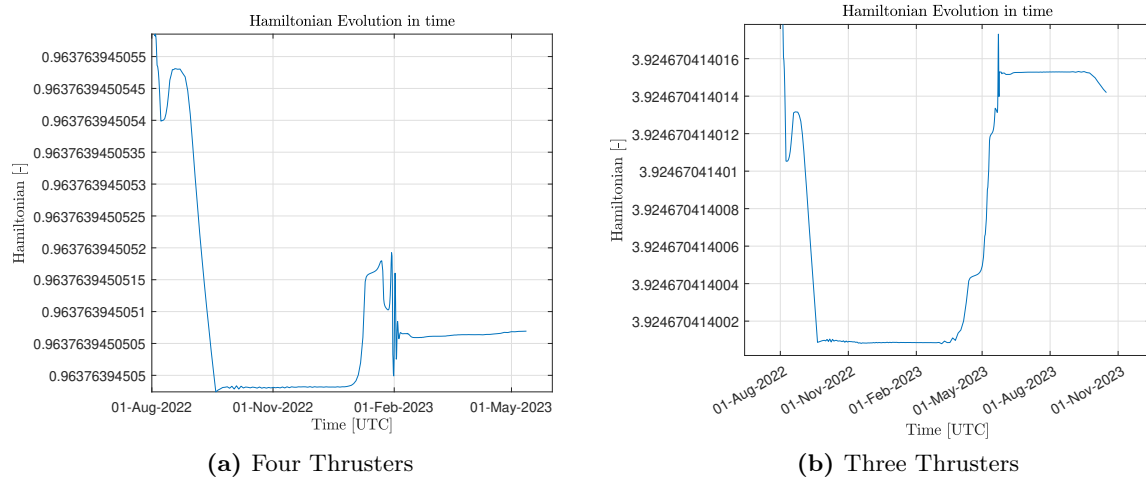 Hamiltonian Evolution in time
0.963763945055
0.96376394505​45
0.963763945054
0.9637639450535
0.963763945053
0.9637639450525
0.963763945052
0.9637639450515
0.963763945051
0.9637639450505
0.96376394505
Hamiltonian [-]
01-Aug-2022 01-Nov-2022 01-Feb-2023 01-May-2023
Time [UTC]
(a) Four Thrusters
Hamiltonian Evolution in time
3.924670414016
3.924670414014
3.924670414012
3.92467041401
3.924670414008
3.924670414006
3.924670414004
3.924670414002
Hamiltonian [-]
01-Aug-2022 01-Nov-2022 01-Feb-2023 01-May-2023 01-Aug-2023 01-Nov-2023
Time [UTC]
(b) Three Thrusters